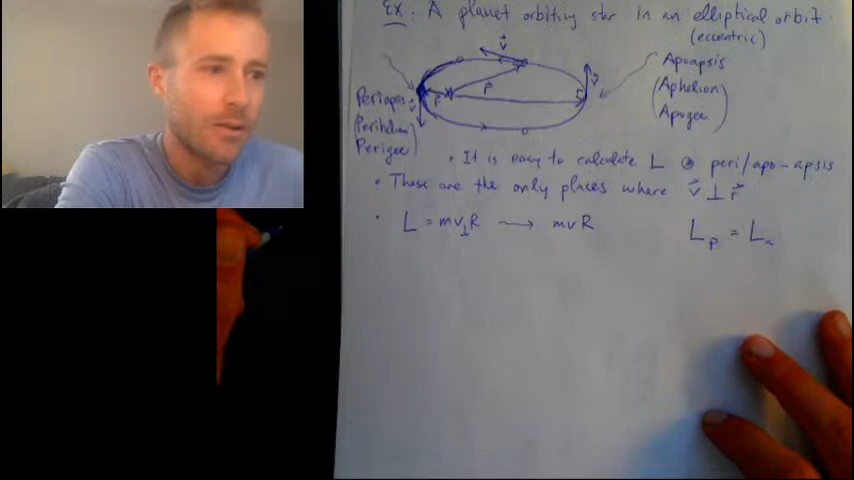 Ex: A planet orbiting star in an elliptical orbit.
(eccentric)
v
Apoapsis
(Aphelion
Apogee)
r
v
r
v
Periapsis
(Perihelion
Perigee)
• It is easy to calculate L @ peri/apo-apsis
• These are the only places where v ⊥ r
• L = mv⊥R ⟶ mvR
Lp = La